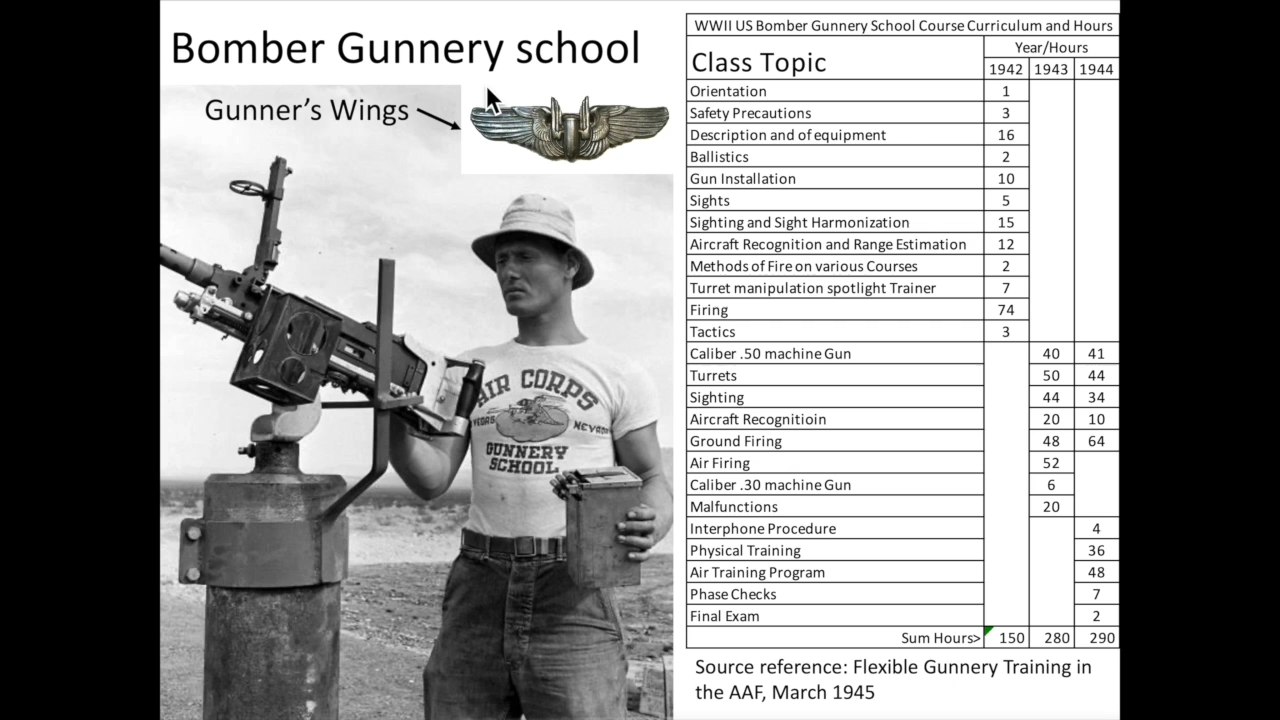 Bomber Gunnery school
Gunner's Wings
AIR CORPS
VEGAS NEVADA
GUNNERY
SCHOOL
WWII US Bomber Gunnery School Course Curriculum and Hours
Class Topic Year/Hours
1942 1943 1944
Orientation 1
Safety Precautions 3
Description and of equipment 16
Ballistics 2
Gun Installation 10
Sights 5
Sighting and Sight Harmonization 15
Aircraft Recognition and Range Estimation 12
Methods of Fire on various Courses 2
Turret manipulation spotlight Trainer 7
Firing 74
Tactics 3
Caliber .50 machine Gun 40 41
Turrets 50 44
Sighting 44 34
Aircraft Recognitioin 20 10
Ground Firing 48 64
Air Firing 52
Caliber .30 machine Gun 6
Malfunctions 20
Interphone Procedure 4
Physical Training 36
Air Training Program 48
Phase Checks 7
Final Exam 2
Sum Hours> 150 280 290
Source reference: Flexible Gunnery Training in
the AAF, March 1945